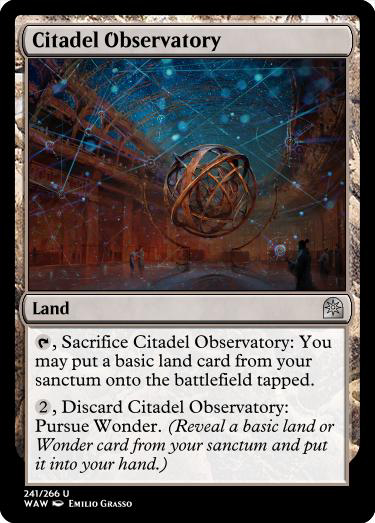 Citadel Observatory
Land
, Sacrifice Citadel Observatory: You
may put a basic land card from your
sanctum onto the battlefield tapped.
2, Discard Citadel Observatory:
Pursue Wonder. (Reveal a basic land or
Wonder card from your sanctum and put
it into your hand.)
241/266 U
WAW Emilio Grasso